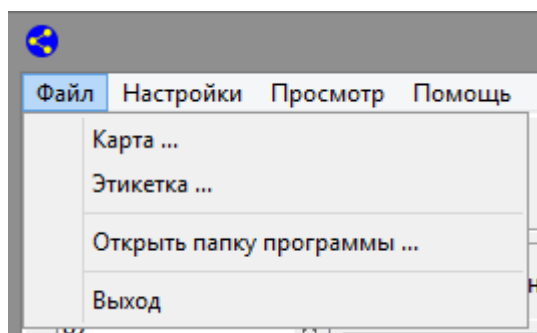 Файл Настройки Просмотр Помощь
Карта ...
Этикетка ...
Открыть папку программы ...
Выход